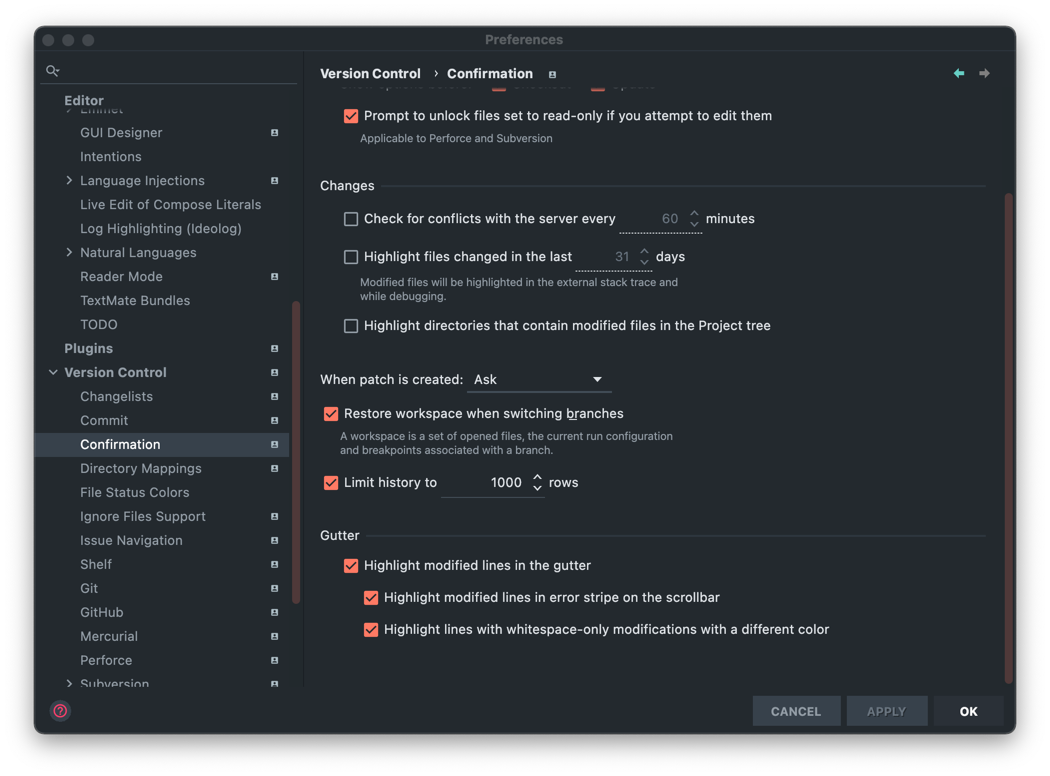 Preferences
Version Control › Confirmation
Editor
GUI Designer
Intentions
Language Injections
Live Edit of Compose Literals
Log Highlighting (Ideolog)
Natural Languages
Reader Mode
TextMate Bundles
TODO
Plugins
Version Control
Changelists
Commit
Confirmation
Directory Mappings
File Status Colors
Ignore Files Support
Issue Navigation
Shelf
Git
GitHub
Mercurial
Perforce
Subversion
Prompt to unlock files set to read-only if you attempt to edit them
Applicable to Perforce and Subversion
Changes
Check for conflicts with the server every 60 minutes
Highlight files changed in the last 31 days
Modified files will be highlighted in the external stack trace and
while debugging.
Highlight directories that contain modified files in the Project tree
When patch is created: Ask
Restore workspace when switching branches
A workspace is a set of opened files, the current run configuration
and breakpoints associated with a branch.
Limit history to 1000 rows
Gutter
Highlight modified lines in the gutter
Highlight modified lines in error stripe on the scrollbar
Highlight lines with whitespace-only modifications with a different color
?
CANCEL
APPLY
OK